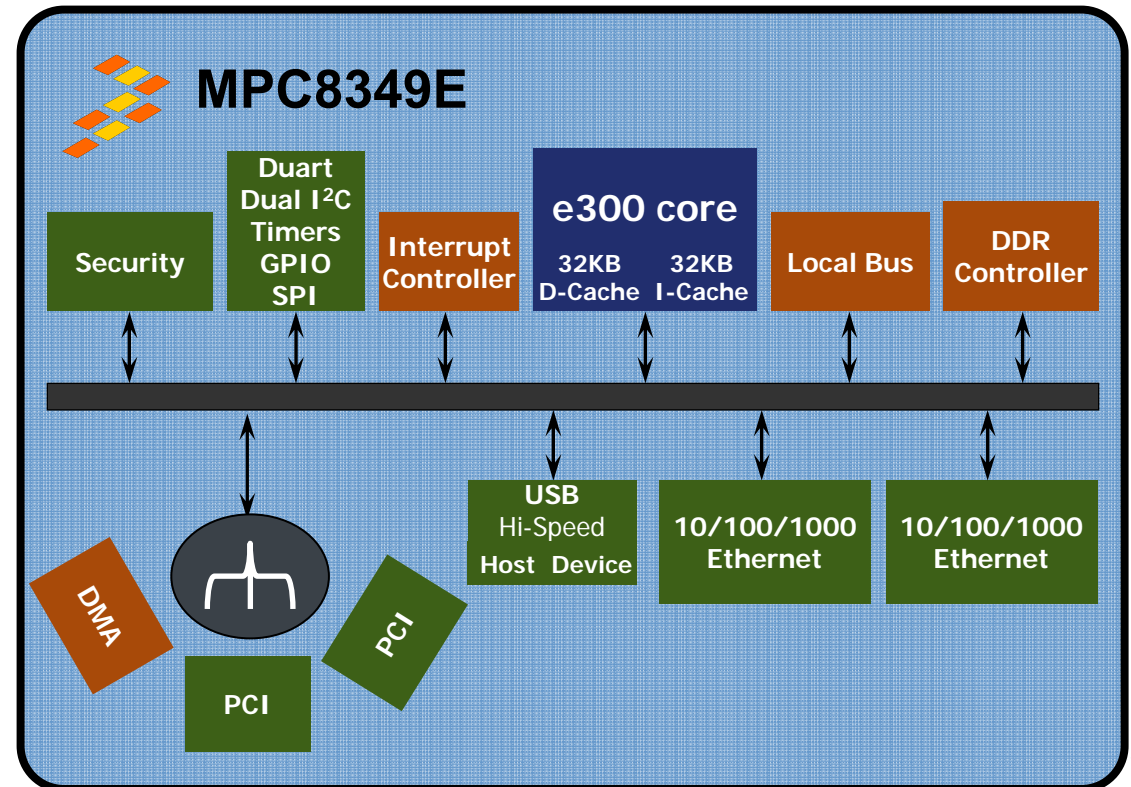 MPC8349E
Security
Duart
Dual I²C
Timers
GPIO
SPI
Interrupt
Controller
e300 core
32KB
D-Cache
32KB
I-Cache
Local Bus
DDR
Controller
USB
Hi-Speed
Host Device
10/100/1000
Ethernet
10/100/1000
Ethernet
DMA
PCI
PCI